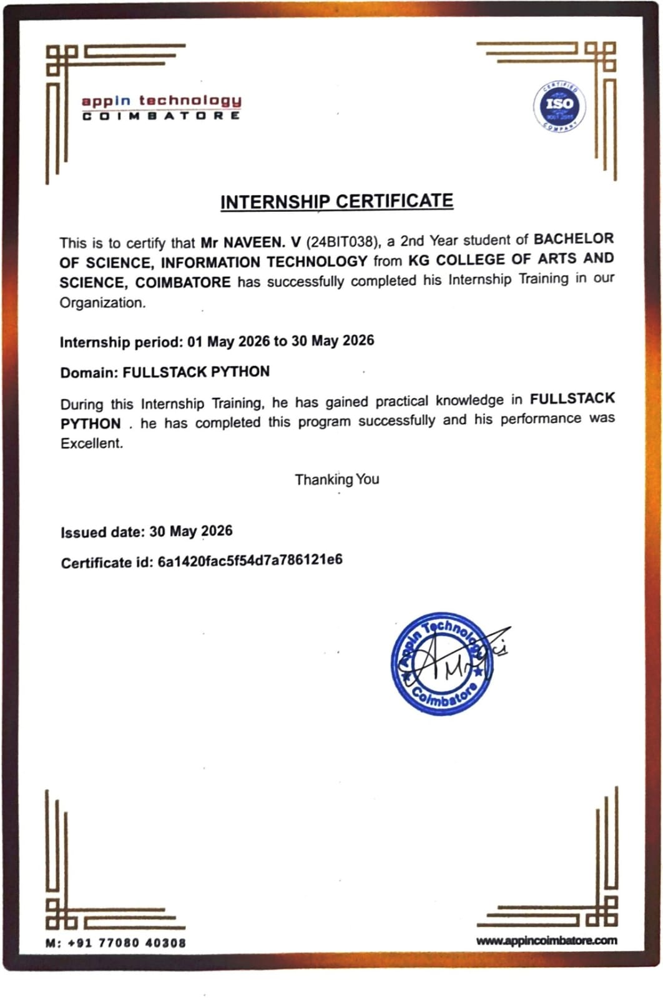 appin technology
COIMBATORE
CERTIFIED
ISO
9001:2015
COMPANY
INTERNSHIP CERTIFICATE
This is to certify that Mr NAVEEN. V (24BIT038), a 2nd Year student of BACHELOR
OF SCIENCE, INFORMATION TECHNOLOGY from KG COLLEGE OF ARTS AND
SCIENCE, COIMBATORE has successfully completed his Internship Training in our
Organization.
Internship period: 01 May 2026 to 30 May 2026
Domain: FULLSTACK PYTHON
During this Internship Training, he has gained practical knowledge in FULLSTACK
PYTHON . he has completed this program successfully and his performance was
Excellent.
Thanking You
Issued date: 30 May 2026
Certificate id: 6a1420fac5f54d7a786121e6
Appin Technology
Coimbatore
M: +91 77080 40308
www.appincoimbatore.com